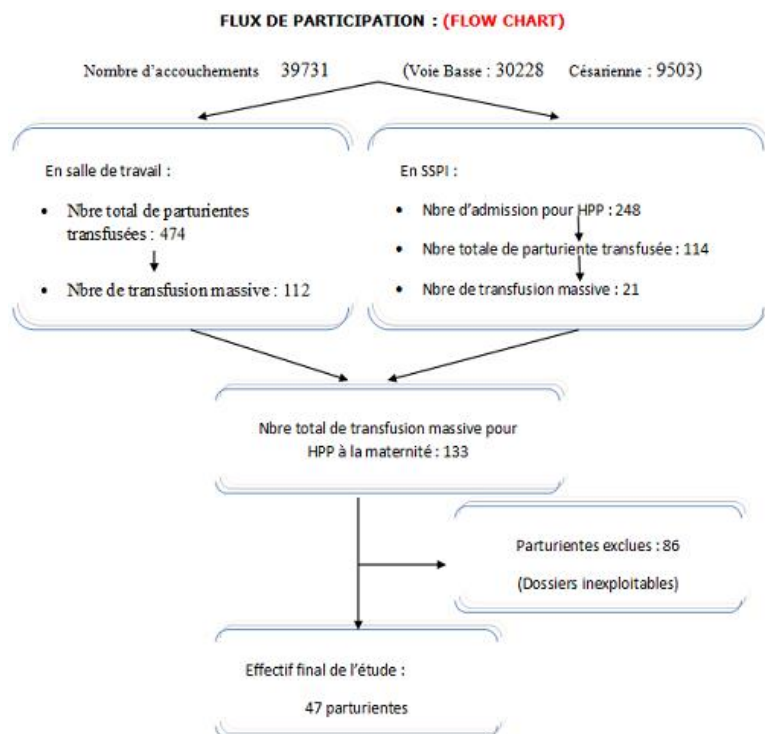 FLUX DE PARTICIPATION : (FLOW CHART)
Nombre d’accouchements 39731 (Voie Basse : 30228 Césarienne : 9503)
En salle de travail :
• Nbre total de parturientes
transfusées : 474
• Nbre de transfusion massive : 112
En SSPI :
• Nbre d’admission pour HPP : 248
• Nbre totale de parturiente transfusée : 114
• Nbre de transfusion massive : 21
Nbre total de transfusion massive pour
HPP à la maternité : 133
Parturientes exclues : 86
(Dossiers inexploitables)
Effectif final de l’étude :
47 parturientes